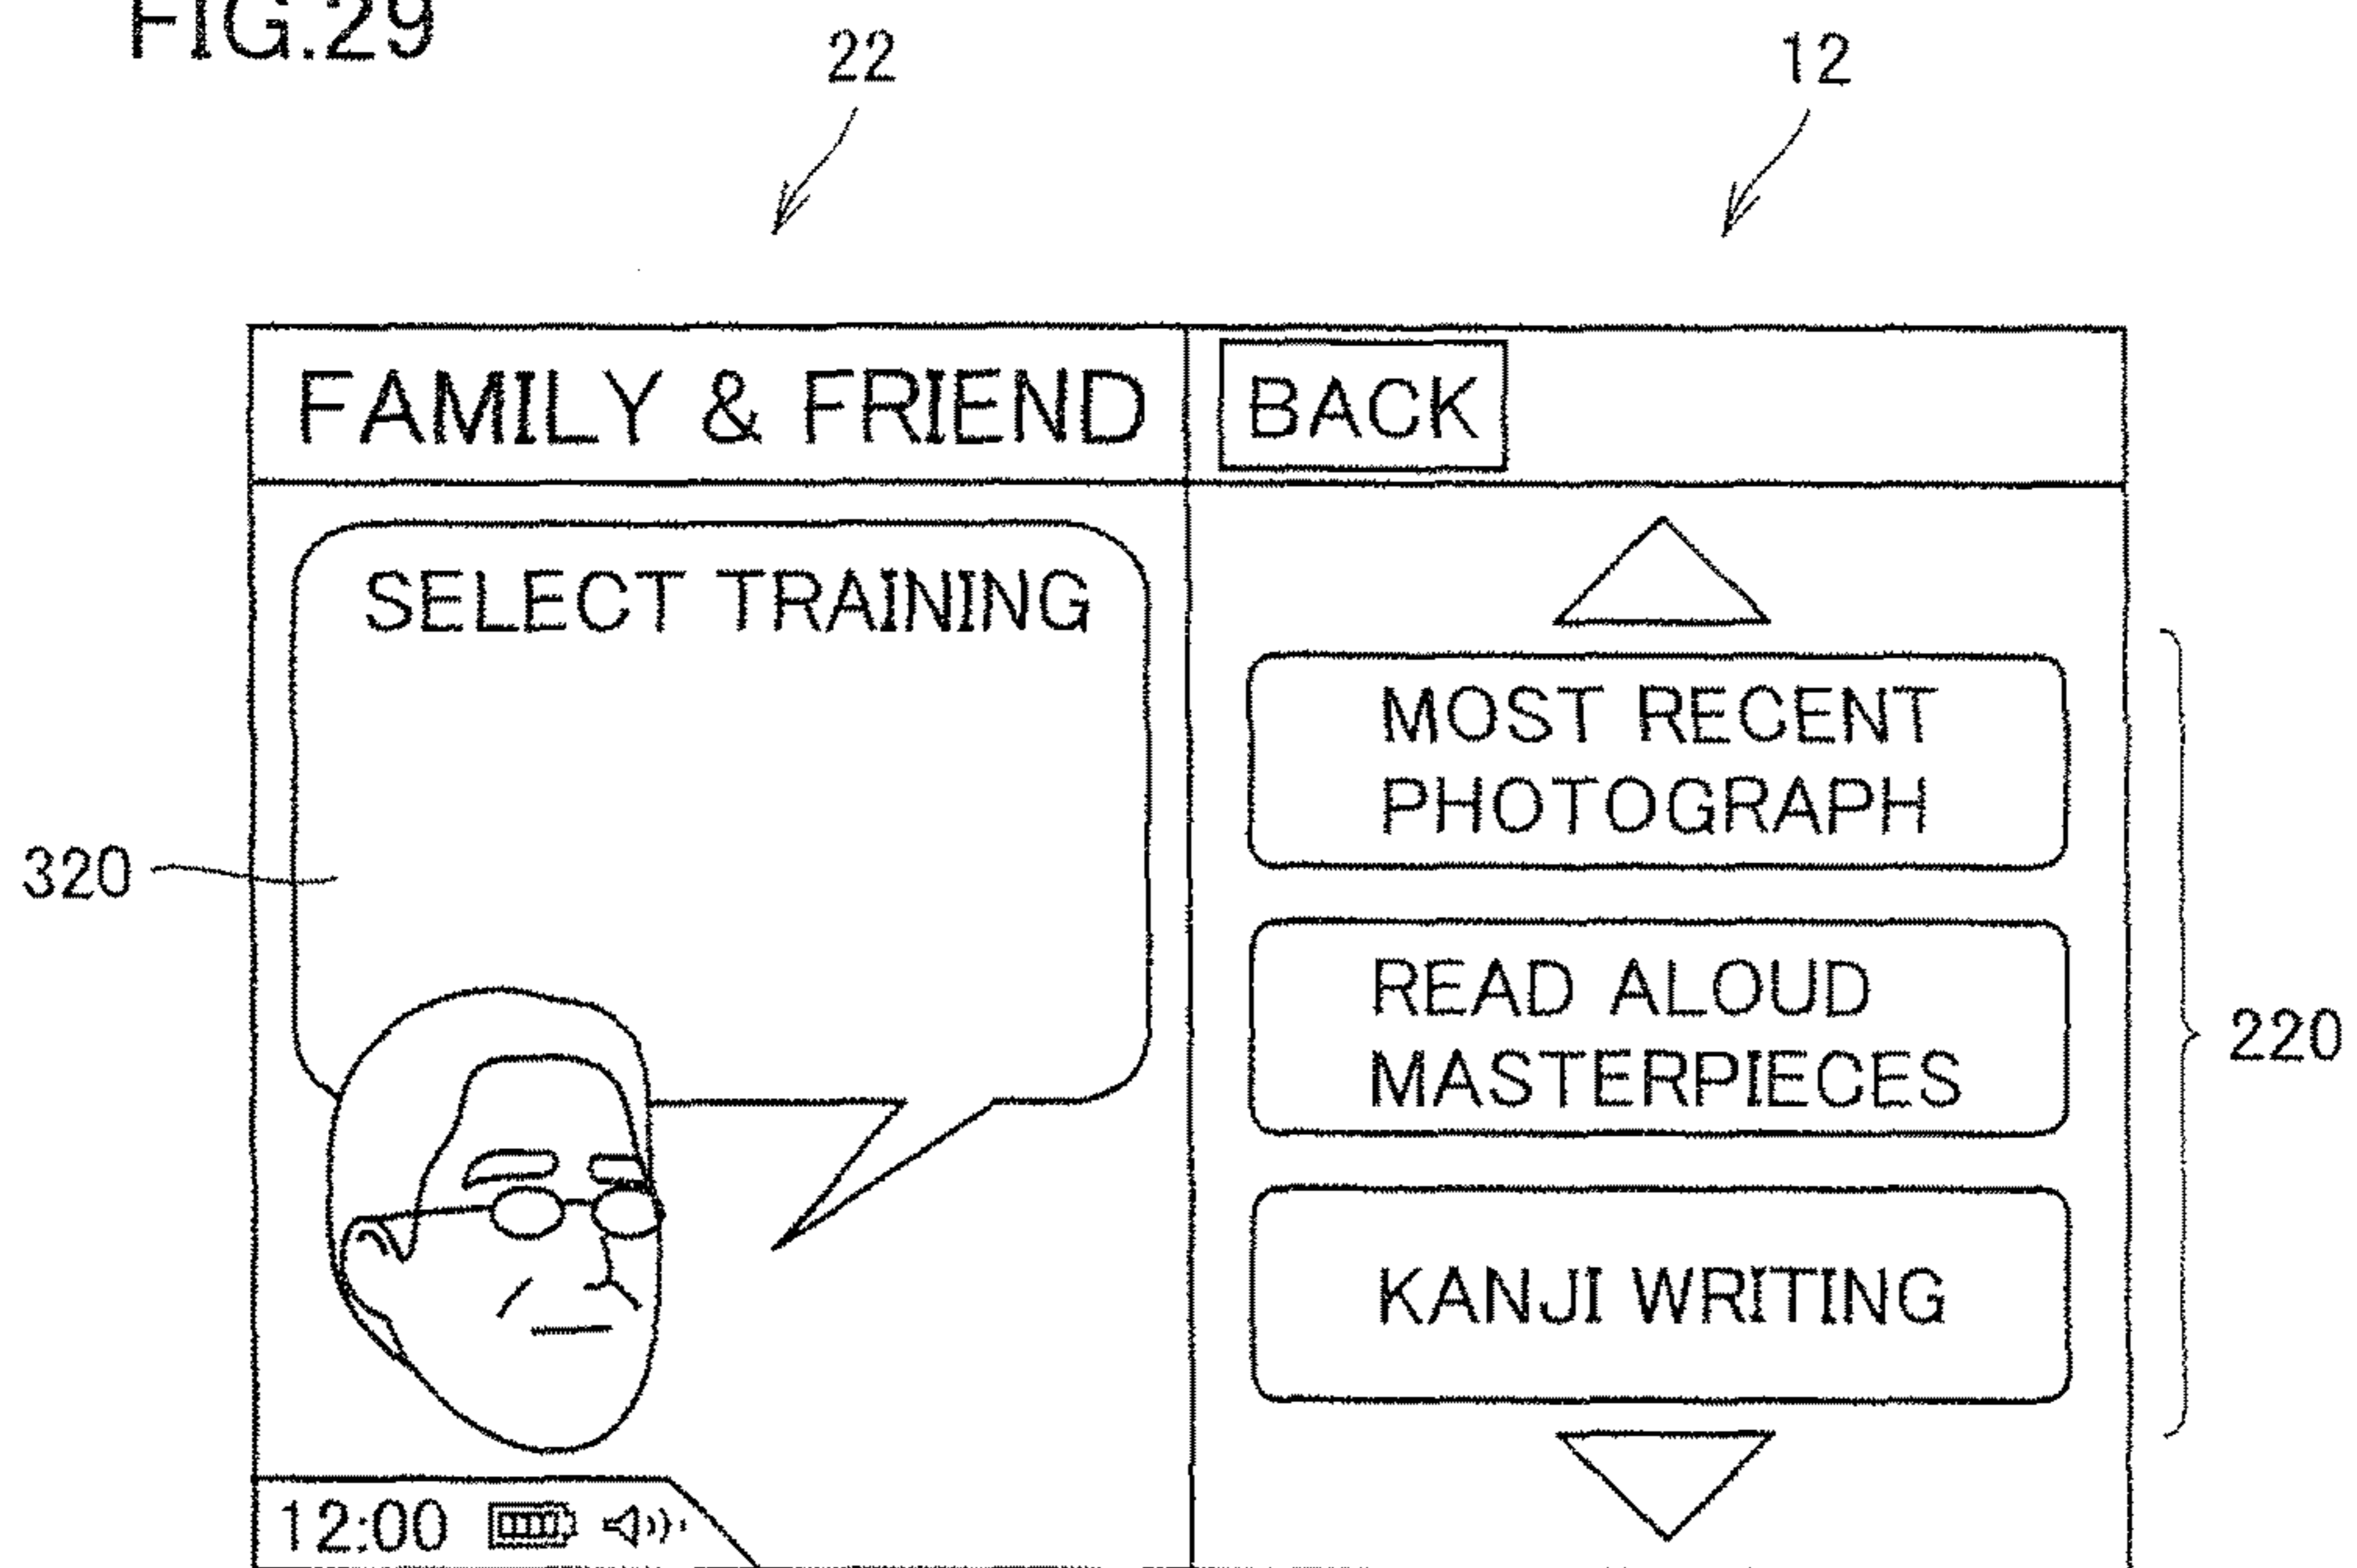 FIG.29
22
12
FAMILY & FRIEND
BACK
SELECT TRAINING
MOST RECENT
PHOTOGRAPH
320
READ ALOUD
MASTERPIECES
220
KANJI WRITING
12:00